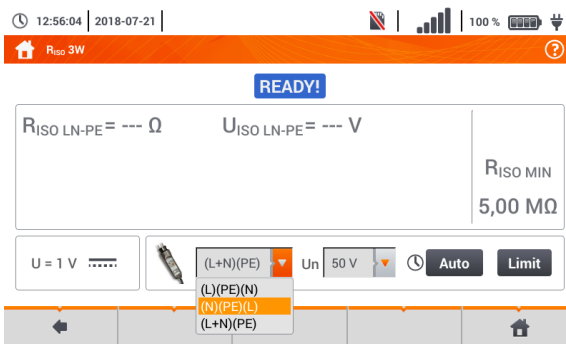 12:56:04 2018-07-21 100 %
RISO 3W ?
READY!
RISO LN-PE= --- Ω UISO LN-PE= --- V
RISO MIN
5,00 MΩ
U = 1 V (L+N)(PE) Un 50 V Auto Limit
(L)(PE)(N)
(N)(PE)(L)
(L+N)(PE)